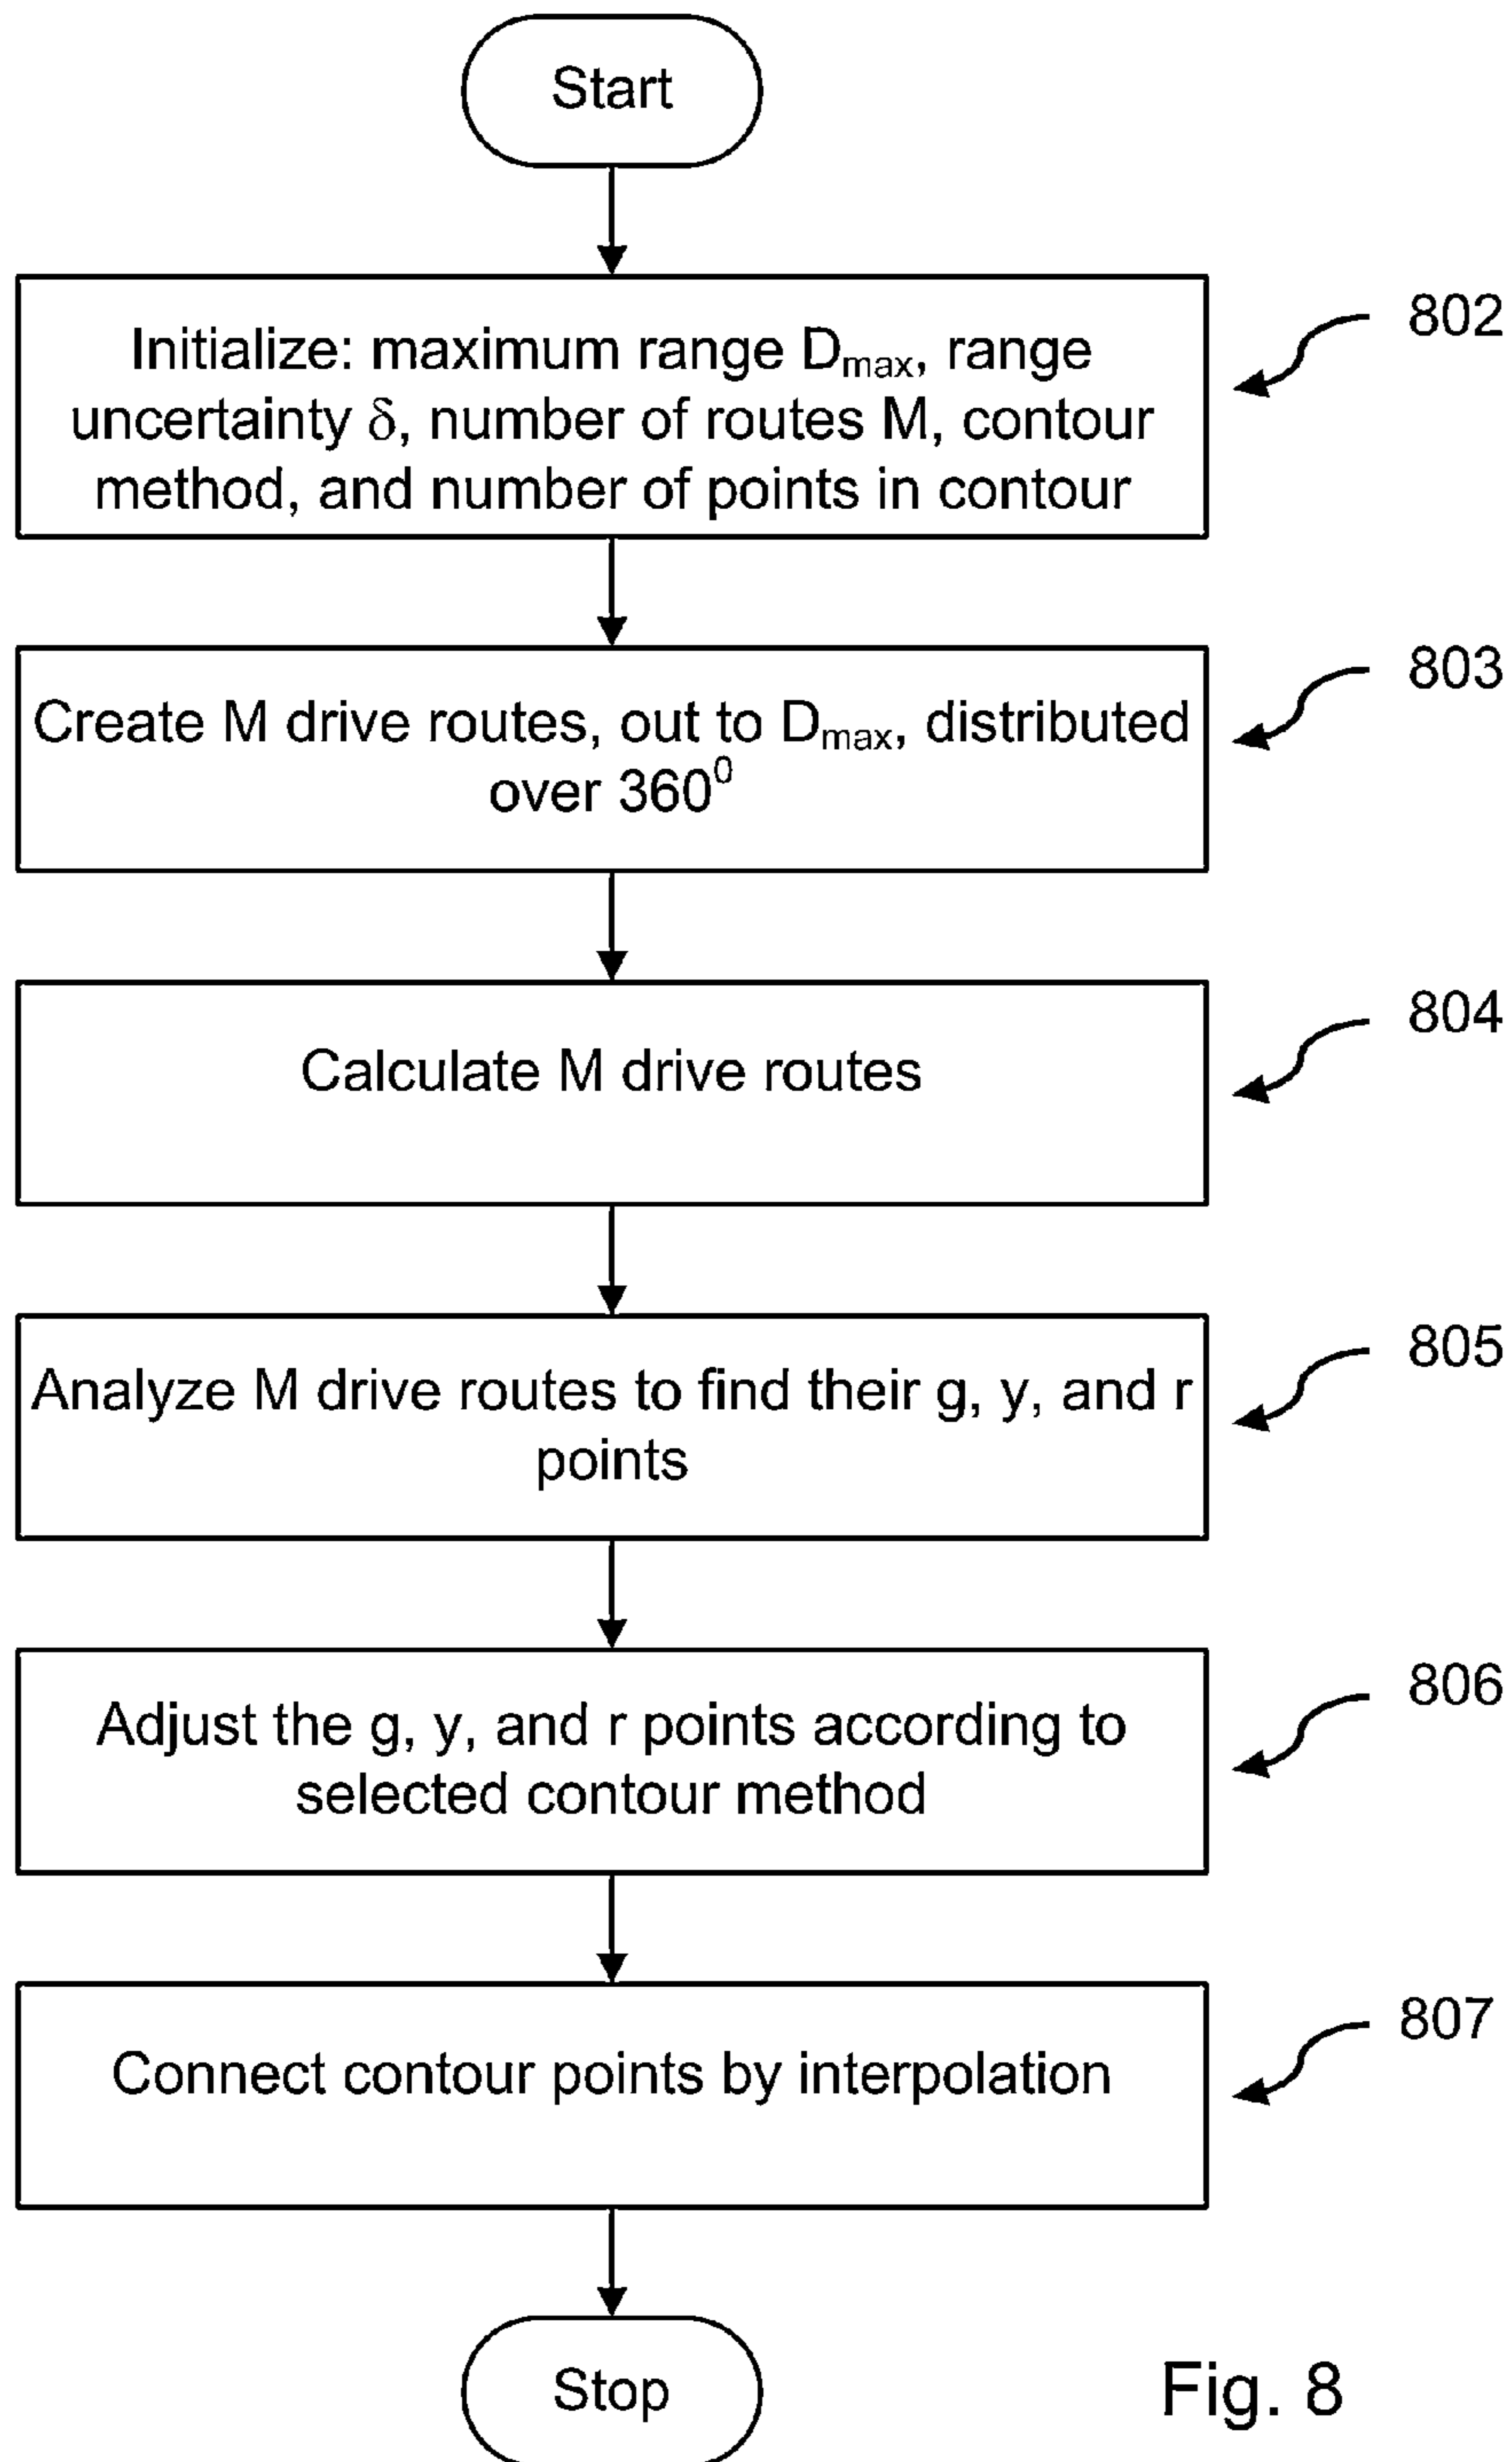 Start
Initialize: maximum range Dmax, range
uncertainty δ, number of routes M, contour
method, and number of points in contour
802
Create M drive routes, out to Dmax, distributed
over 360⁰
803
Calculate M drive routes
804
Analyze M drive routes to find their g, y, and r
points
805
Adjust the g, y, and r points according to
selected contour method
806
Connect contour points by interpolation
807
Stop
Fig. 8